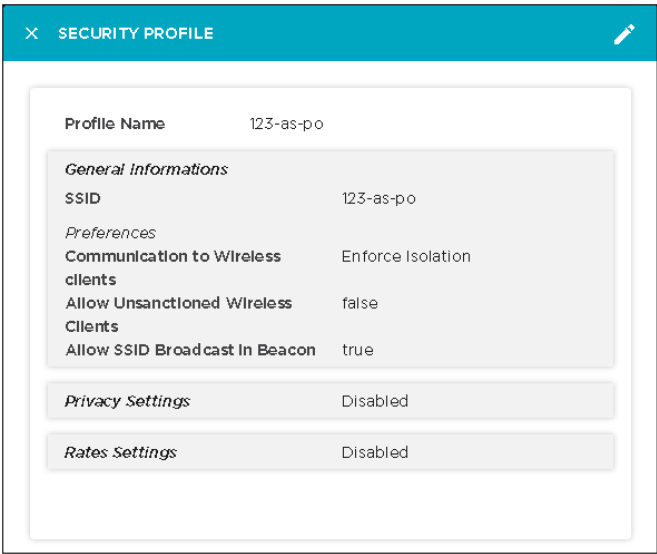 SECURITY PROFILE
Profile Name 123-as-po
General Informations
SSID 123-as-po
Preferences
Communication to Wireless Enforce Isolation
clients
Allow Unsanctioned Wireless false
Clients
Allow SSID Broadcast in Beacon true
Privacy Settings Disabled
Rates Settings Disabled